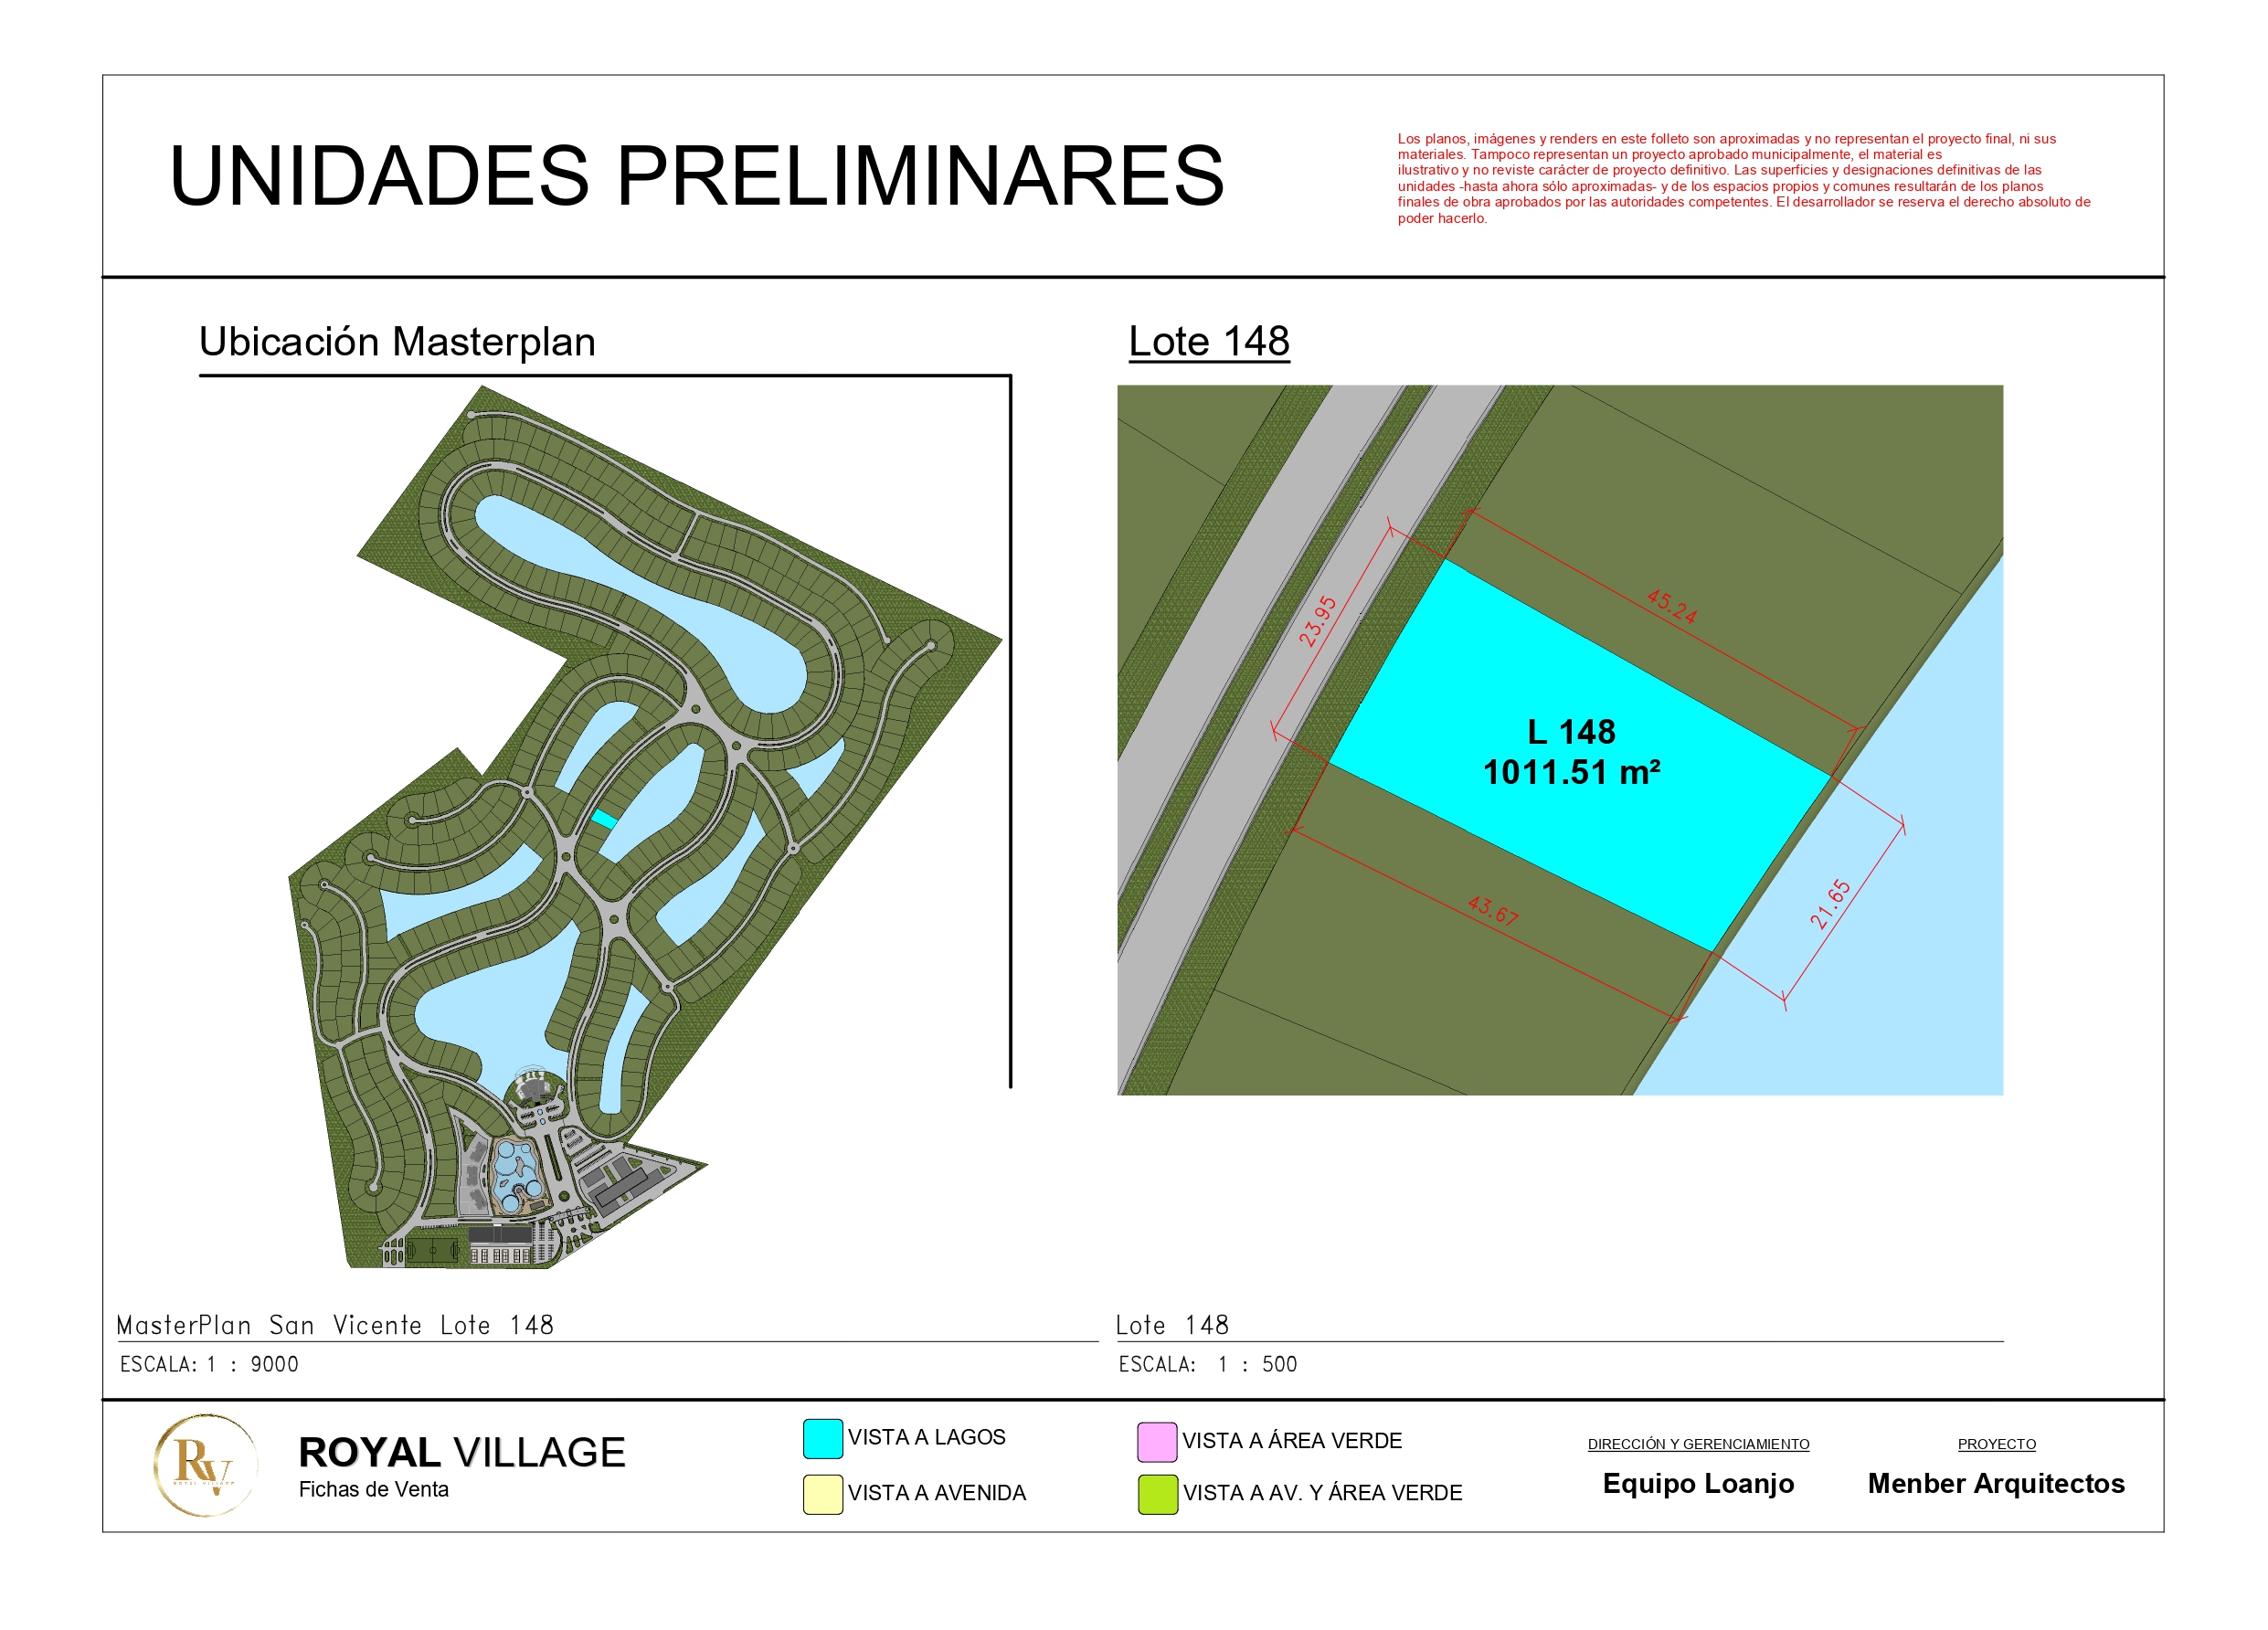 UNIDADES PRELIMINARES
Los planos, imágenes y renders en este folleto son aproximadas y no representan el proyecto final, ni sus
materiales. Tampoco representan un proyecto aprobado municipalmente, el material es
ilustrativo y no reviste carácter de proyecto definitivo. Las superficies y designaciones definitivas de las
unidades -hasta ahora sólo aproximadas- y de los espacios propios y comunes resultarán de los planos
finales de obra aprobados por las autoridades competentes. El desarrollador se reserva el derecho absoluto de
poder hacerlo.
Ubicación Masterplan
Lote 148
45.24
23.95
L 148
1011.51 m²
43.67
21.65
MasterPlan San Vicente Lote 148
ESCALA: 1 : 9000
Lote 148
ESCALA: 1 : 500
RV
ROYAL VILLAGE
ROYAL VILLAGE
Fichas de Venta
VISTA A LAGOS
VISTA A AVENIDA
VISTA A ÁREA VERDE
VISTA A AV. Y ÁREA VERDE
DIRECCIÓN Y GERENCIAMIENTO
Equipo Loanjo
PROYECTO
Menber Arquitectos